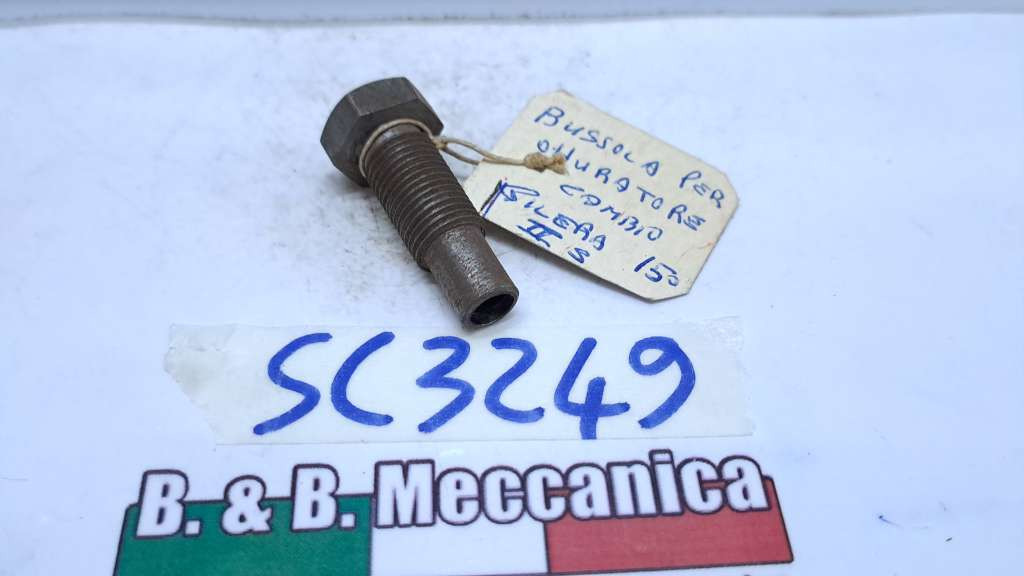 BUSSOLA PER
OTTURATORE
CAMBIO
GILERA 150
II S
SC3249
B. & B. Meccanica